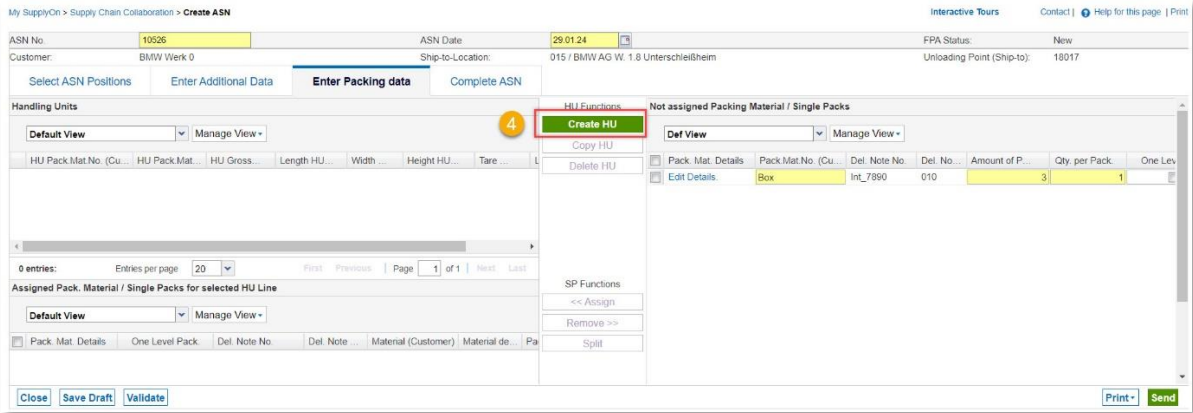 My SupplyOn > Supply Chain Collaboration > Create ASN Interactive Tours Contact | Help for this page | Print
ASN No. 10526 ASN Date 29.01.24 FPA Status: New
Customer: BMW Werk 0 Ship-to-Location: 015 / BMW AG W. 1.8 Unterschleißheim Unloading Point (Ship-to): 18017
Select ASN Positions Enter Additional Data Enter Packing data Complete ASN
Handling Units HU Functions Not assigned Packing Material / Single Packs
Default View Manage View 4 Create HU Def View Manage View
Copy HU
HU Pack.Mat.No. (Cu... HU Pack.Mat... HU Gross... Length HU... Width ... Height HU... Tare ... L Delete HU Pack. Mat. Details Pack.Mat.No. (Cu... Del. Note No. Del. No... Amount of P... Qty. per Pack. One Lev
Edit Details. Box Int_7890 010 3 1
0 entries: Entries per page 20 First Previous | Page 1 of 1 | Next Last
Assigned Pack. Material / Single Packs for selected HU Line SP Functions
Default View Manage View << Assign
Remove >>
Pack. Mat. Details One Level Pack. Del. Note No. Del. Note ... Material (Customer) Material de... Pa Split
Close Save Draft Validate Print Send